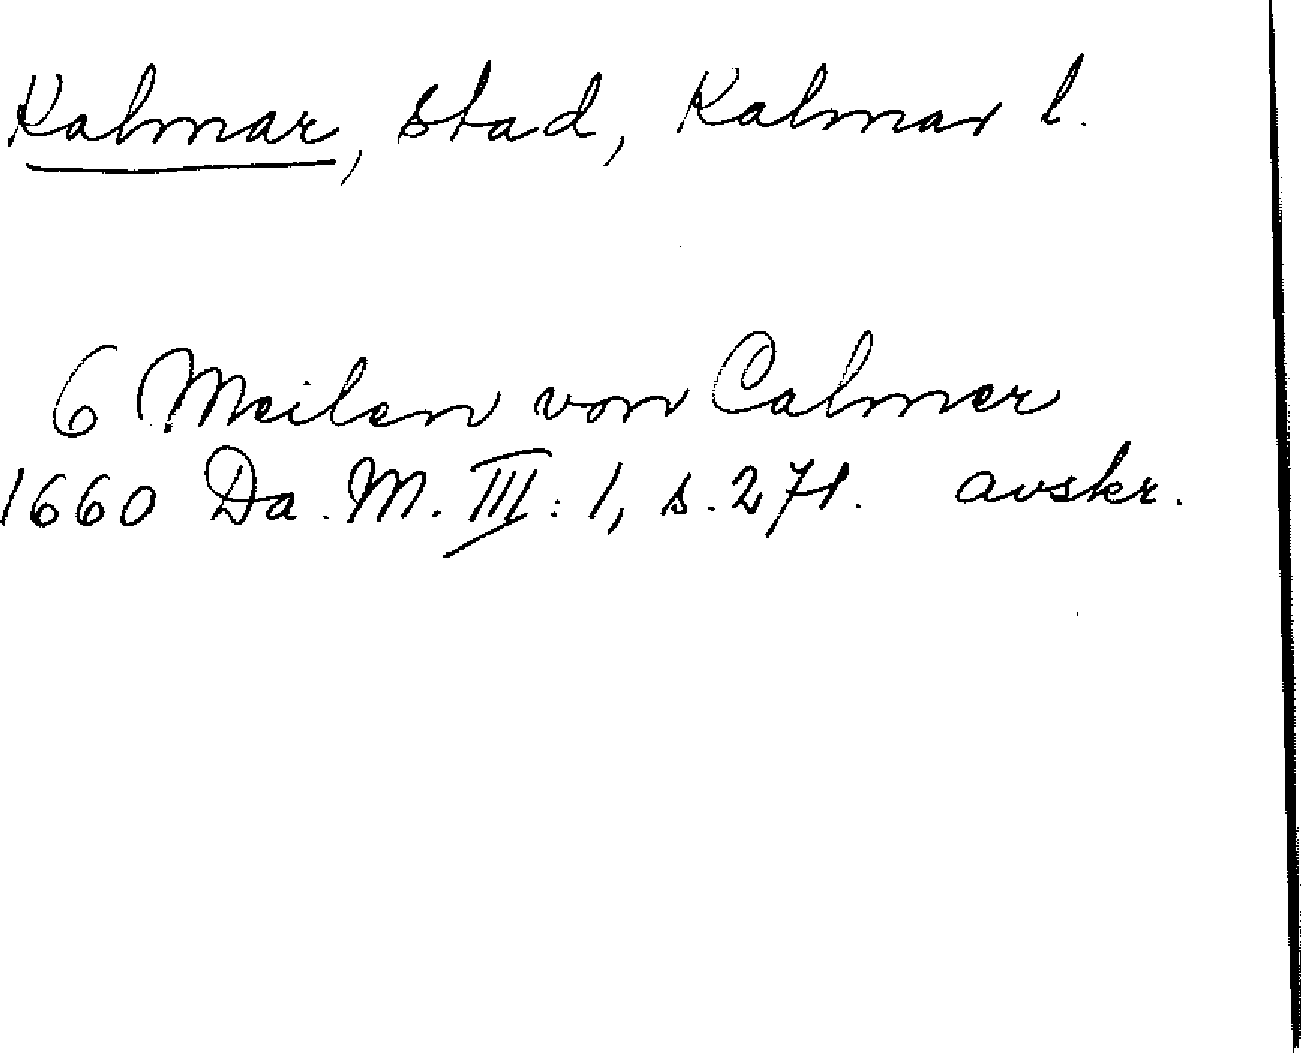 Kalmar, stad, Kalmar l.
6 Meilen von Calmer
1660 Da. M. III: 1, s. 271. avskr.